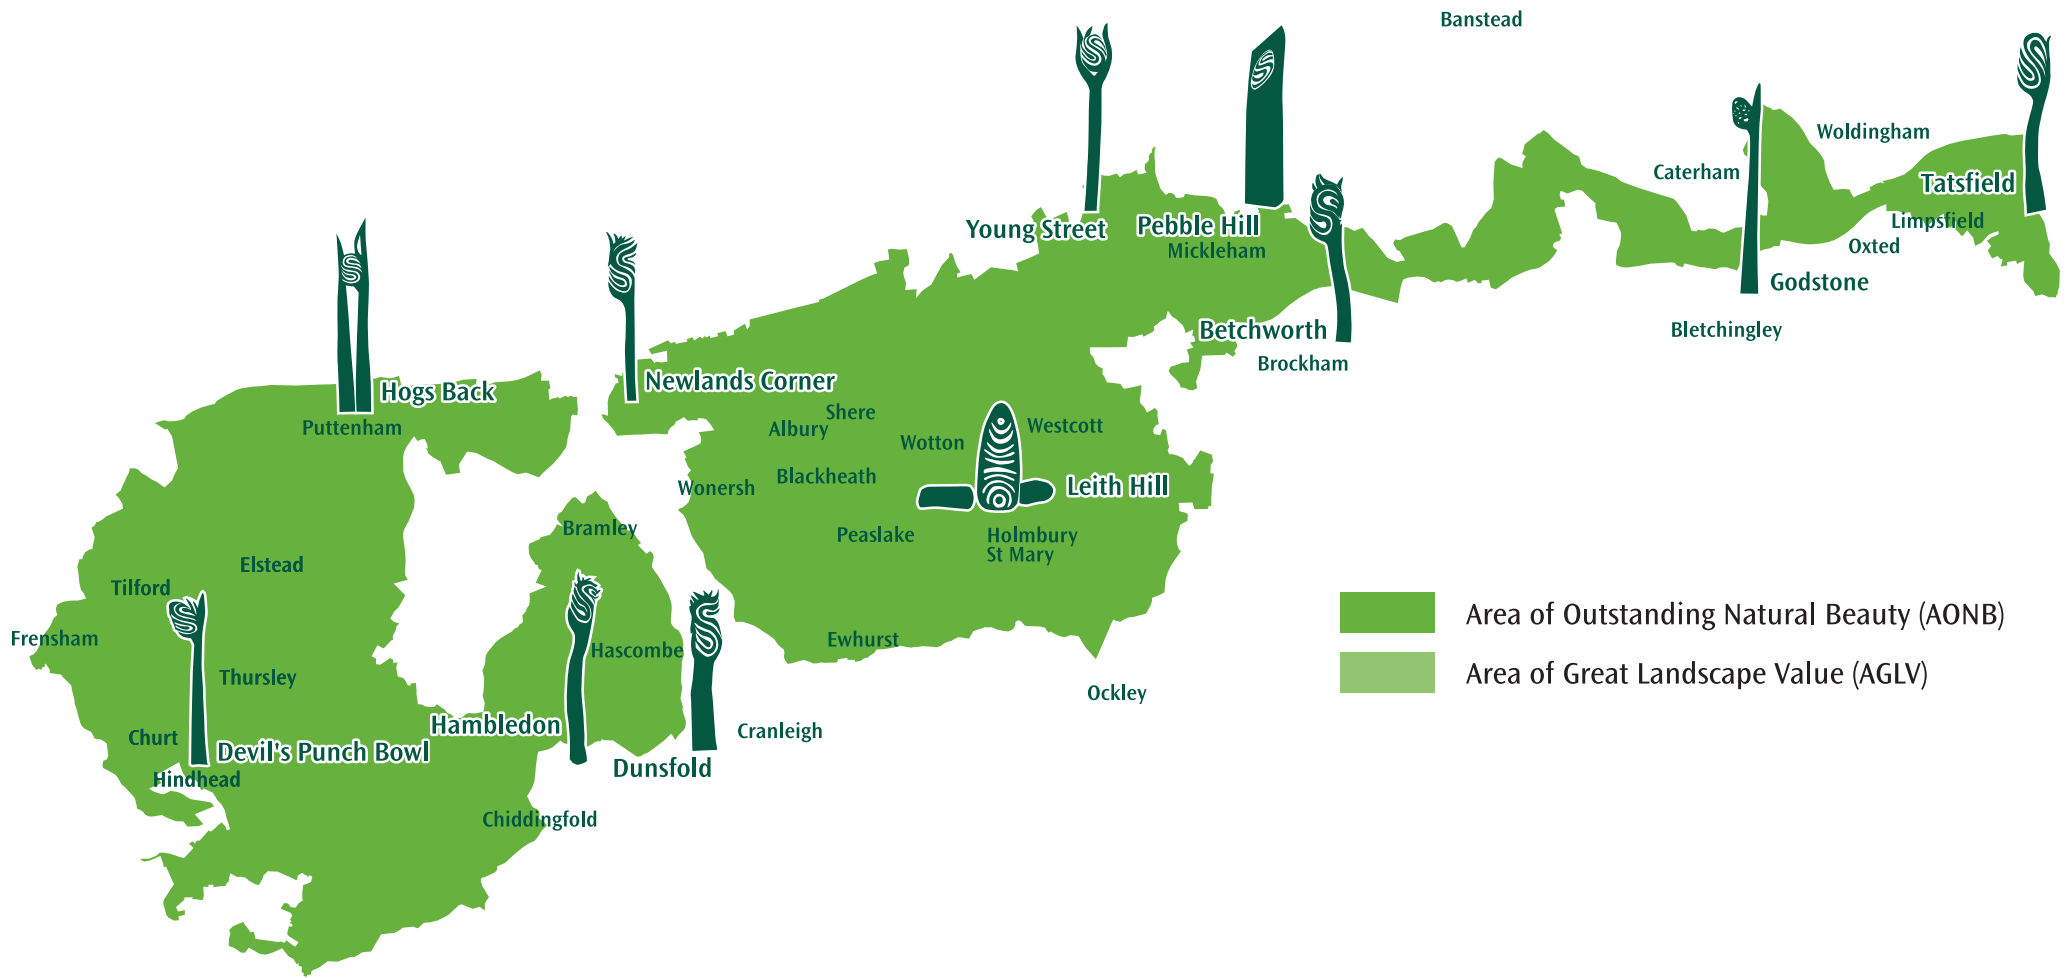 Banstead
Woldingham
Caterham
Tatsfield
Limpsfield
Oxted
Young Street
Pebble Hill
Mickleham
Godstone
Betchworth
Bletchingley
Brockham
Newlands Corner
Hogs Back
Puttenham
Shere
Albury
Wotton
Westcott
Blackheath
Wonersh
Leith Hill
Bramley
Peaslake
Holmbury
St Mary
Elstead
Tilford
Frensham
Thursley
Hascombe
Ewhurst
Area of Outstanding Natural Beauty (AONB)
Area of Great Landscape Value (AGLV)
Ockley
Hambledon
Cranleigh
Churt
Devil's Punch Bowl
Dunsfold
Hindhead
Chiddingfold